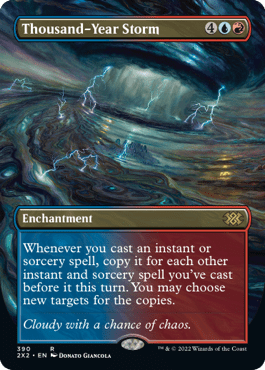 Thousand-Year Storm 4
Enchantment
Whenever you cast an instant or
sorcery spell, copy it for each other
instant and sorcery spell you've cast
before it this turn. You may choose
new targets for the copies.
Cloudy with a chance of chaos.
390 R
2X2 • EN Donato Giancola
™ & © 2022 Wizards of the Coast